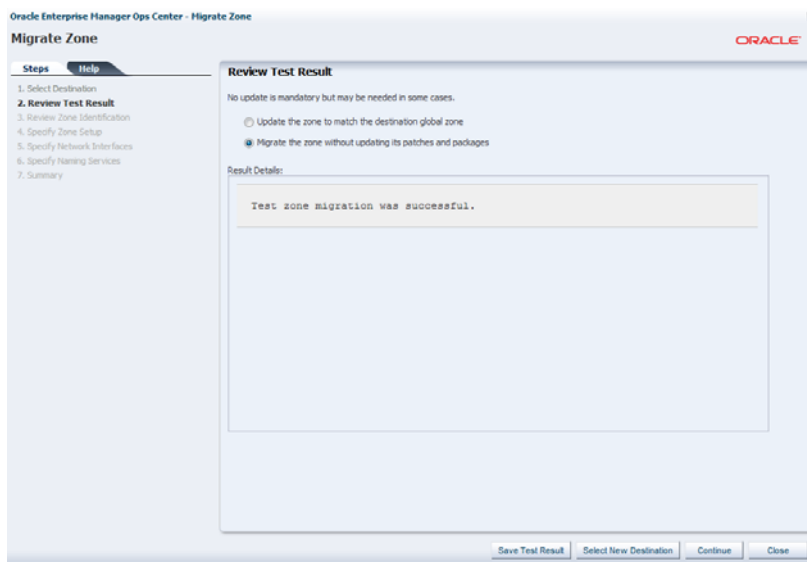 Oracle Enterprise Manager Ops Center - Migrate Zone
Migrate Zone
ORACLE
Steps Help
1. Select Destination
2. Review Test Result
3. Review Zone Identification
4. Specify Zone Setup
5. Specify Network Interfaces
6. Specify Naming Services
7. Summary
Review Test Result
No update is mandatory but may be needed in some cases.
Update the zone to match the destination global zone
Migrate the zone without updating its patches and packages
Result Details:
Test zone migration was successful.
Save Test Result Select New Destination Continue Close